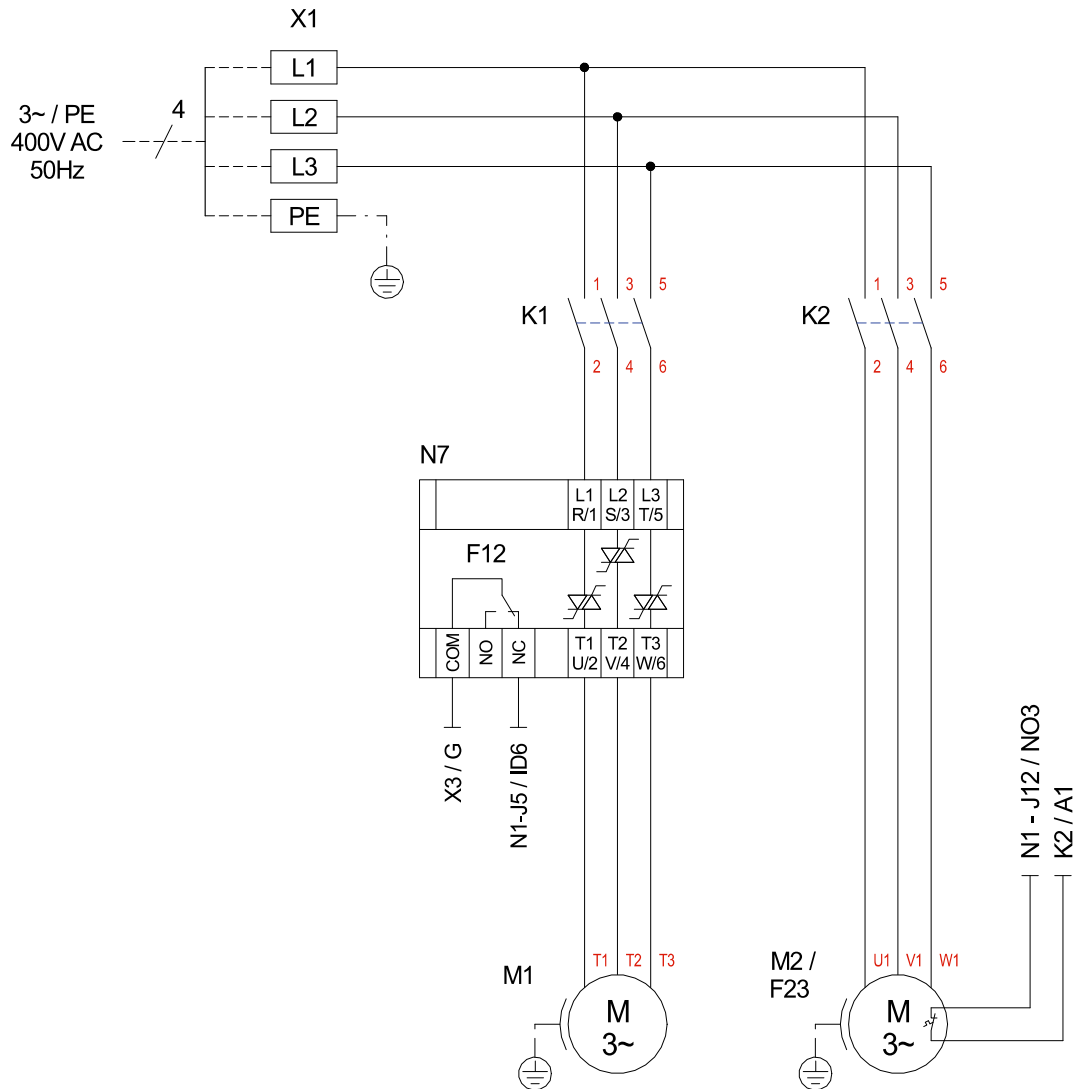 X1
L1
3~ / PE
400V AC
50Hz
4
L2
L3
PE
K1
1 3 5
2 4 6
K2
1 3 5
2 4 6
N7
L1 L2 L3
R/1 S/3 T/5
F12
COM NO NC
T1 T2 T3
U/2 V/4 W/6
X3 / G
N1-J5 / ID6
N1 - J12 / NO3
K2 / A1
M1
T1 T2 T3
M
3~
M2 /
F23
U1 V1 W1
M
3~